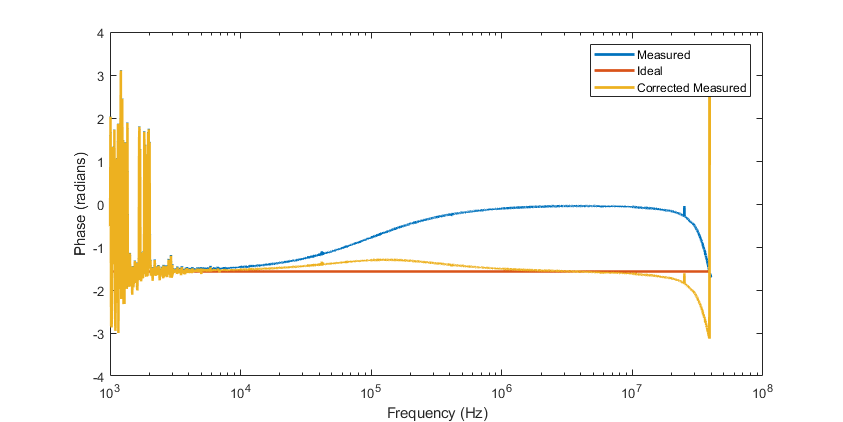 Measured
Ideal
Corrected Measured
4
3
2
1
0
-1
-2
-3
-4
Phase (radians)
10^3 10^4 10^5 10^6 10^7 10^8
Frequency (Hz)